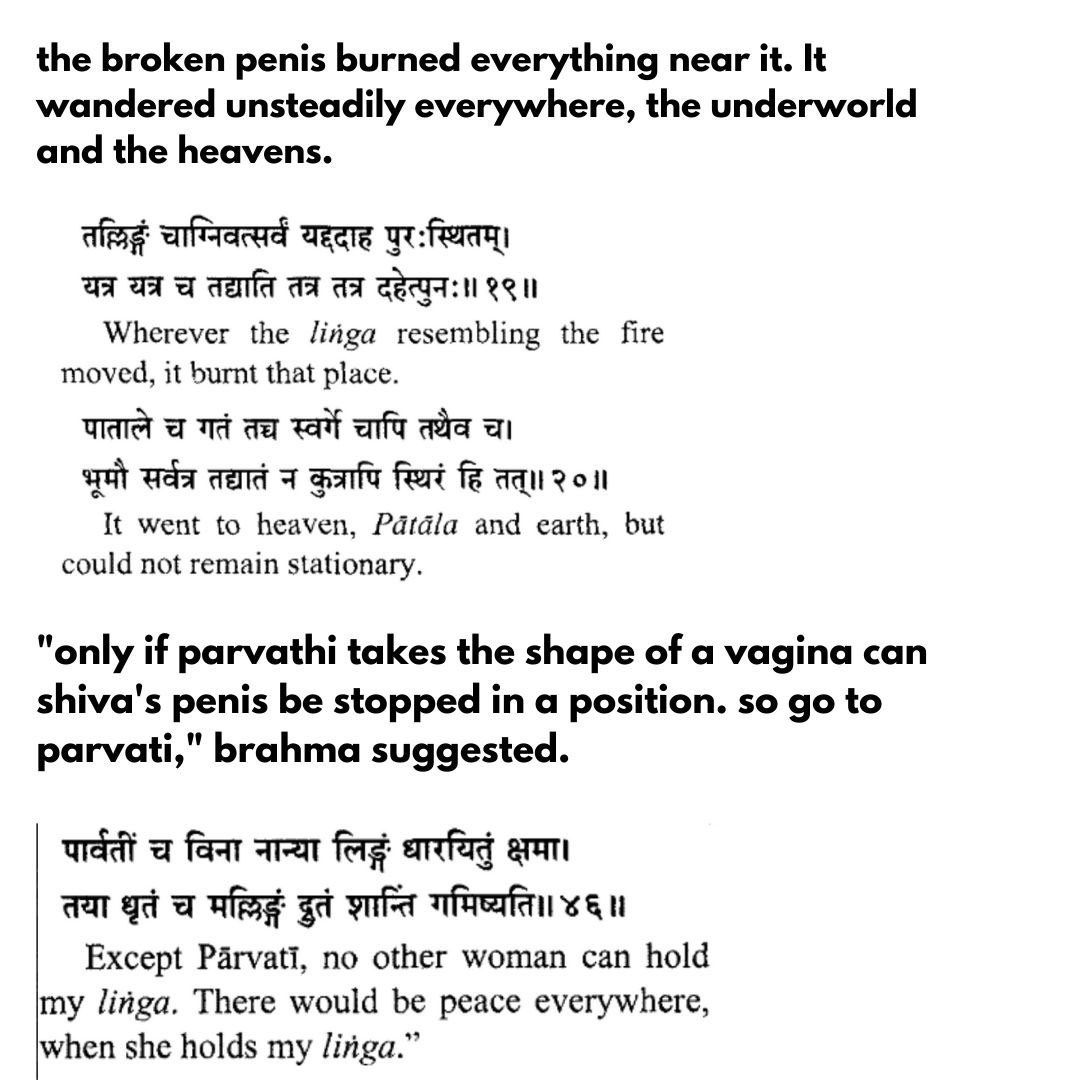 the broken penis burned everything near it. It
wandered unsteadily everywhere, the underworld
and the heavens.
तल्लिङ्गं चाग्निवत्सर्वं यद्ददाह पुरःस्थितम्।
यत्र यत्र च तद्याति तत्र तत्र दहेत्पुनः॥१९॥
Wherever the liṅga resembling the fire
moved, it burnt that place.
पाताले च गतं तच्च स्वर्गे चापि तथैव च।
भूमौ सर्वत्र तद्यातं न कुत्रापि स्थिरं हि तत्॥२०॥
It went to heaven, Pātāla and earth, but
could not remain stationary.
"only if parvathi takes the shape of a vagina can
shiva's penis be stopped in a position. so go to
parvati," brahma suggested.
पार्वतीं च विना नान्या लिङ्गं धारयितुं क्षमा।
तया धृतं च मल्लिङ्गं द्रुतं शान्तिं गमिष्यति॥४६॥
Except Pārvatī, no other woman can hold
my liṅga. There would be peace everywhere,
when she holds my liṅga.”